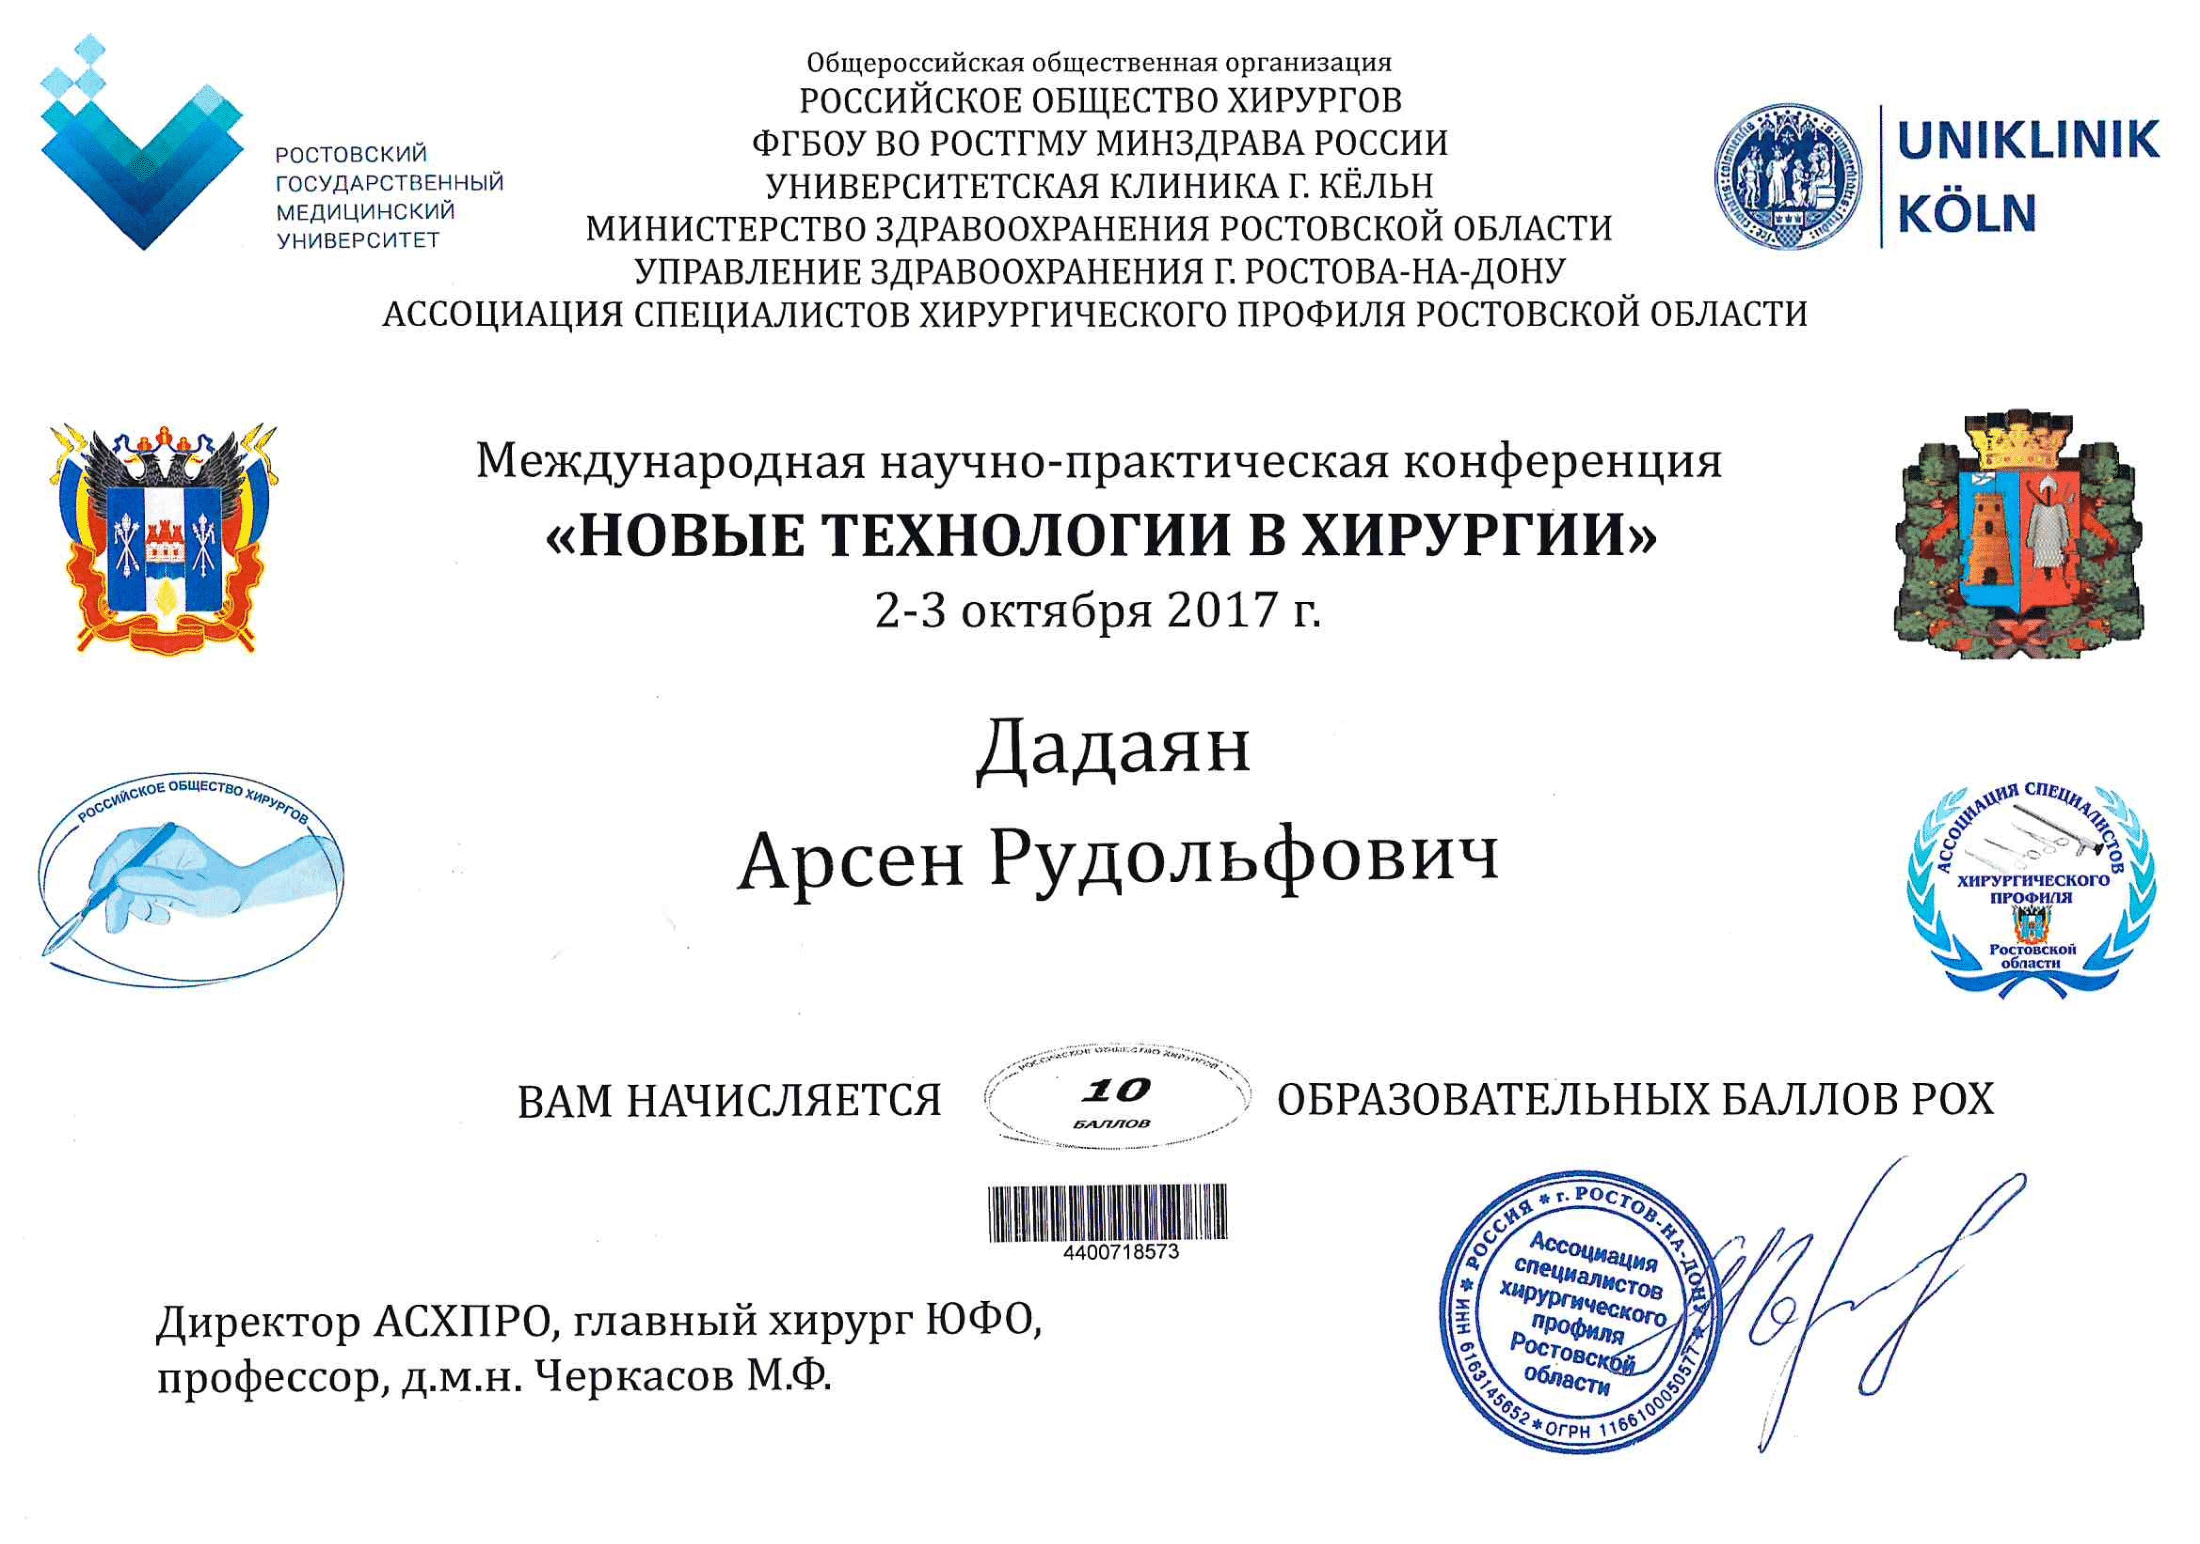 РОСТОВСКИЙ
ГОСУДАРСТВЕННЫЙ
МЕДИЦИНСКИЙ
УНИВЕРСИТЕТ
Общероссийская общественная организация
РОССИЙСКОЕ ОБЩЕСТВО ХИРУРГОВ
ФГБОУ ВО РОСТГМУ МИНЗДРАВА РОССИИ
УНИВЕРСИТЕТСКАЯ КЛИНИКА Г. КЁЛЬН
МИНИСТЕРСТВО ЗДРАВООХРАНЕНИЯ РОСТОВСКОЙ ОБЛАСТИ
УПРАВЛЕНИЕ ЗДРАВООХРАНЕНИЯ Г. РОСТОВА-НА-ДОНУ
АССОЦИАЦИЯ СПЕЦИАЛИСТОВ ХИРУРГИЧЕСКОГО ПРОФИЛЯ РОСТОВСКОЙ ОБЛАСТИ
UNIKLINIK
KÖLN
Международная научно-практическая конференция
«НОВЫЕ ТЕХНОЛОГИИ В ХИРУРГИИ»
2-3 октября 2017 г.
Дадаян
Арсен Рудольфович
РОССИЙСКОЕ ОБЩЕСТВО ХИРУРГОВ
АССОЦИАЦИЯ СПЕЦИАЛИСТОВ
ХИРУРГИЧЕСКОГО
ПРОФИЛЯ
Ростовской
области
ВАМ НАЧИСЛЯЕТСЯ
РОССИЙСКОЕ ОБЩЕСТВО ХИРУРГОВ
10
БАЛЛОВ
ОБРАЗОВАТЕЛЬНЫХ БАЛЛОВ РОХ
4400718573
Директор АСХПРО, главный хирург ЮФО,
профессор, д.м.н. Черкасов М.Ф.
РОССИЯ * г. РОСТОВ-НА-ДОНУ *
ИНН 6163145652 * ОГРН 1166100050577
Ассоциация
специалистов
хирургического
профиля
Ростовской
области